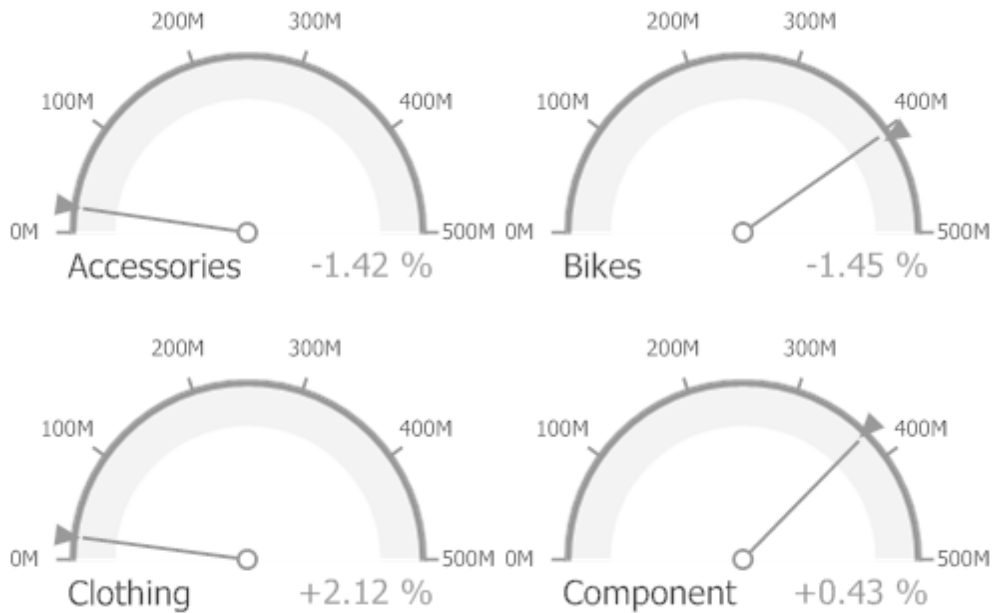 200M 300M
100M 400M
0M 500M
Accessories -1.42 %
200M 300M
100M 400M
0M 500M
Bikes -1.45 %
200M 300M
100M 400M
0M 500M
Clothing +2.12 %
200M 300M
100M 400M
0M 500M
Component +0.43 %